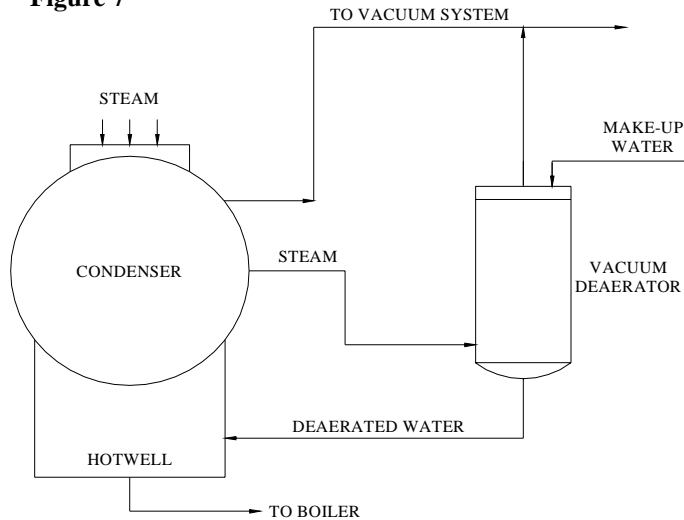 Figure 7
TO VACUUM SYSTEM
STEAM
MAKE-UP
WATER
STEAM
CONDENSER
VACUUM
DEAERATOR
DEAERATED WATER
HOTWELL
TO BOILER